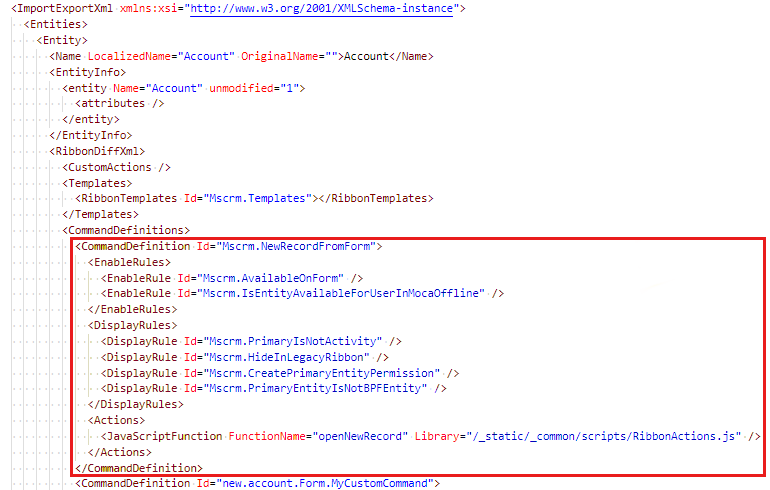 <ImportExportXml xmlns:xsi="http://www.w3.org/2001/XMLSchema-instance">
<Entities>
<Entity>
<Name LocalizedName="Account" OriginalName="">Account</Name>
<EntityInfo>
<entity Name="Account" unmodified="1">
<attributes />
</entity>
</EntityInfo>
<RibbonDiffXml>
<CustomActions />
<Templates>
<RibbonTemplates Id="Mscrm.Templates"></RibbonTemplates>
</Templates>
<CommandDefinitions>
<CommandDefinition Id="Mscrm.NewRecordFromForm">
<EnableRules>
<EnableRule Id="Mscrm.AvailableOnForm" />
<EnableRule Id="Mscrm.IsEntityAvailableForUserInMocaOffline" />
</EnableRules>
<DisplayRules>
<DisplayRule Id="Mscrm.PrimaryIsNotActivity" />
<DisplayRule Id="Mscrm.HideInLegacyRibbon" />
<DisplayRule Id="Mscrm.CreatePrimaryEntityPermission" />
<DisplayRule Id="Mscrm.PrimaryEntityIsNotBPFEntity" />
</DisplayRules>
<Actions>
<JavaScriptFunction FunctionName="openNewRecord" Library="/_static/_common/scripts/RibbonActions.js" />
</Actions>
</CommandDefinition>
<CommandDefinition Id="new.account.Form.MyCustomCommand">